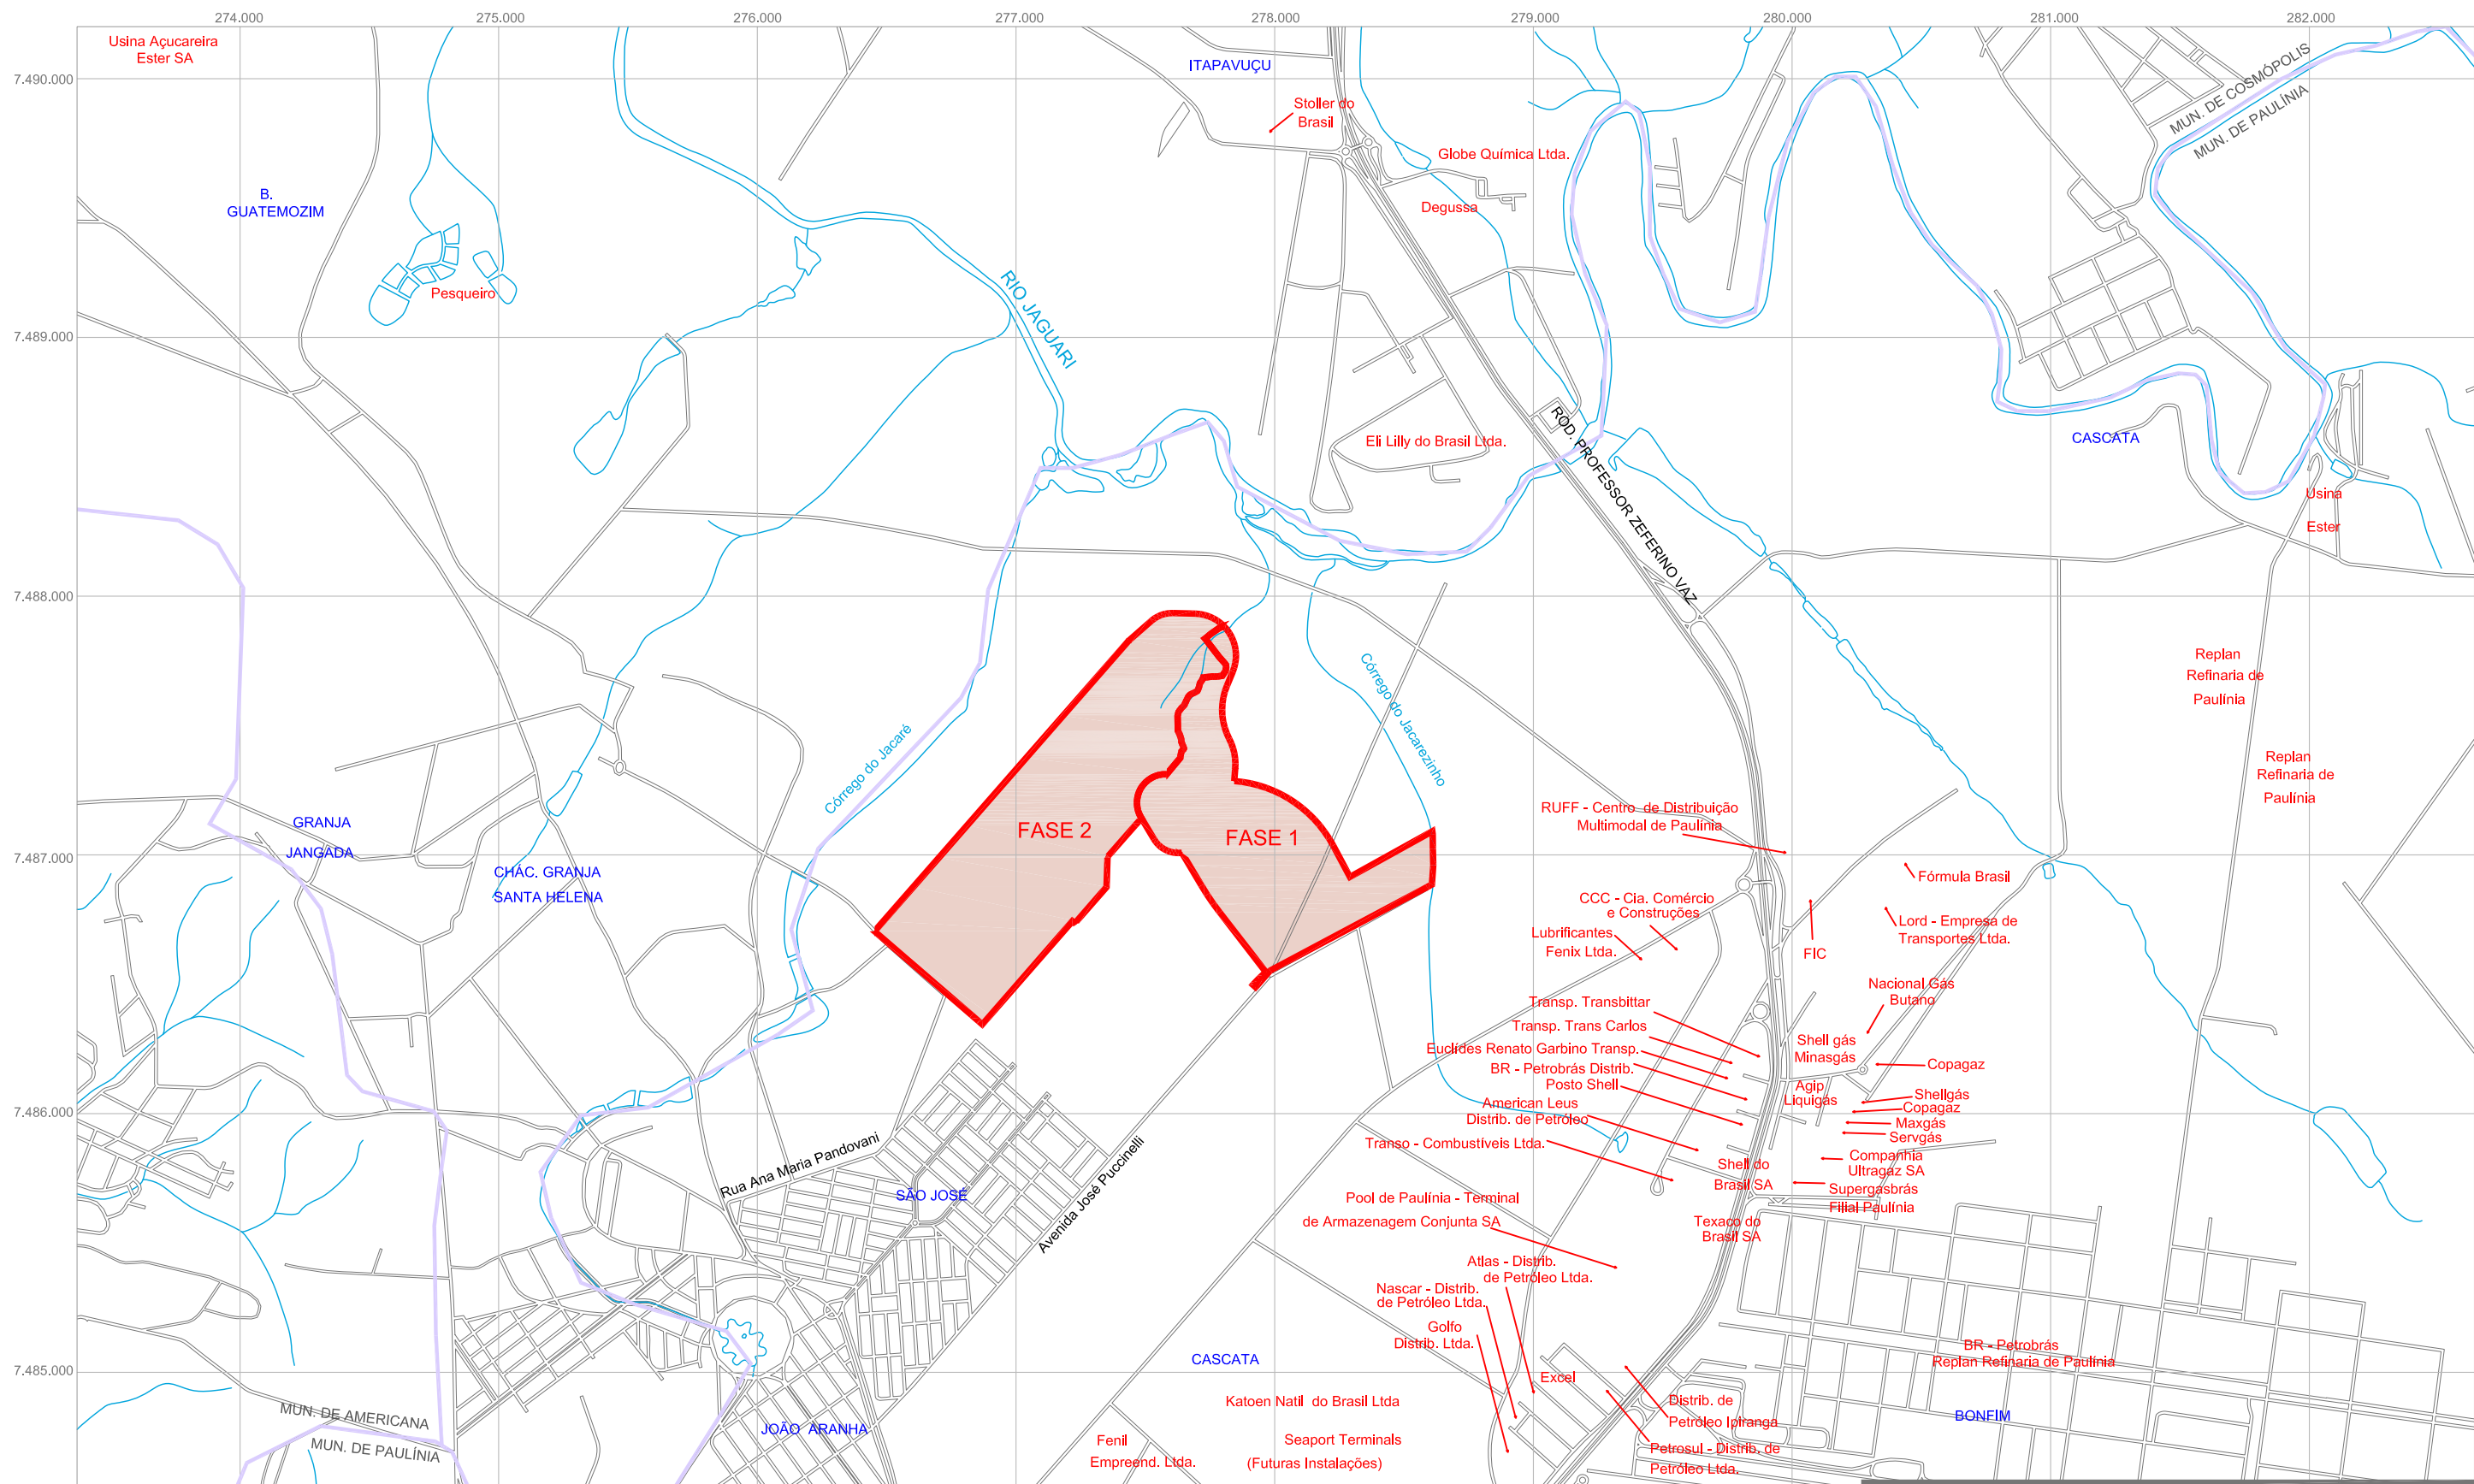 274.000
275.000
276.000
277.000
278.000
279.000
280.000
281.000
282.000
7.490.000
7.489.000
7.488.000
7.487.000
7.486.000
7.485.000
Usina Açucareira
Ester SA
ITAPAVUÇU
Stoller do
Brasil
MUN. DE COSMÓPOLIS
MUN. DE PAULÍNIA
Globe Química Ltda.
Degussa
B.
GUATEMOZIM
Pesqueiro
RIO JAGUARI
Eli Lilly do Brasil Ltda.
ROD. PROFESSOR ZEFERINO VAZ
CASCATA
Usina
Ester
Replan
Refinaria de
Paulínia
Replan
Refinaria de
Paulínia
Córrego do Jacarezinho
Córrego do Jacaré
FASE 2
FASE 1
GRANJA
JANGADA
CHÁC. GRANJA
SANTA HELENA
RUFF - Centro de Distribuição
Multimodal de Paulínia
Fórmula Brasil
CCC - Cia. Comércio
e Construções
Lubrificantes
Fenix Ltda.
FIC
Lord - Empresa de
Transportes Ltda.
Nacional Gás
Butano
Transp. Transbittar
Transp. Trans Carlos
Euclídes Renato Garbino Transp.
BR - Petrobrás Distrib.
Posto Shell
American Leus
Distrib. de Petróleo
Transo - Combustíveis Ltda.
Shell gás
Minasgás
Copagaz
Agip
Liquigás
Shellgás
Copagaz
Maxgás
Servgás
Companhia
Ultragaz SA
Shell do
Brasil SA
Supergasbrás
Filial Paulínia
Texaco do
Brasil SA
Rua Ana Maria Pandovani
SÃO JOSÉ
Avenida José Puccinelli
Pool de Paulínia - Terminal
de Armazenagem Conjunta SA
Atlas - Distrib.
de Petróleo Ltda.
Nascar - Distrib.
de Petróleo Ltda.
Golfo
Distrib. Ltda.
Excel
BR - Petrobrás
Replan Refinaria de Paulínia
CASCATA
Katoen Natil do Brasil Ltda
Distrib. de
Petróleo Ipiranga
BONFIM
MUN. DE AMERICANA
MUN. DE PAULÍNIA
JOÃO ARANHA
Fenil
Empreend. Ltda.
Seaport Terminals
(Futuras Instalações)
Petrosul - Distrib. de
Petróleo Ltda.